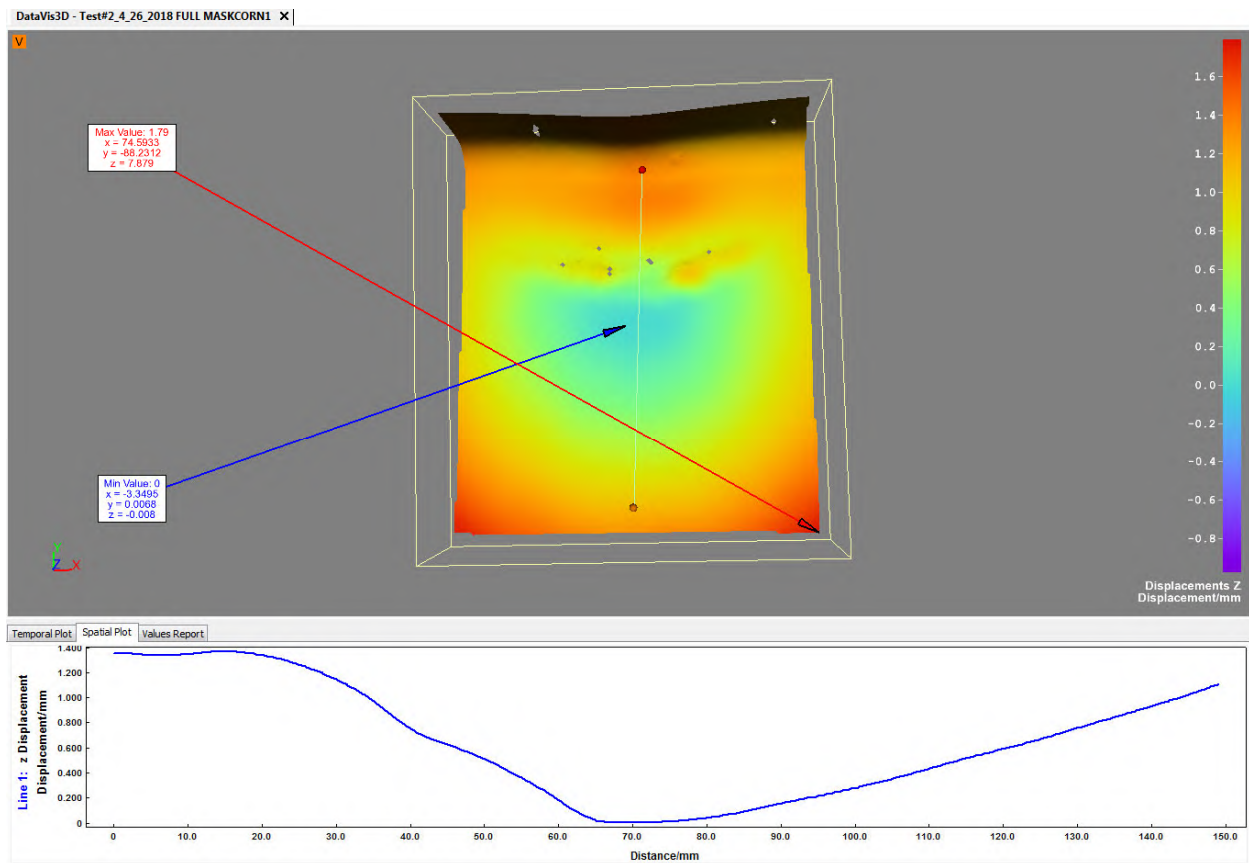 DataVis3D - Test#2_4_26_2018 FULL MASKCORN1 X
V
Max Value: 1.79
x = 74.5933
y = -88.2312
z = 7.879
Min Value: 0
x = -3.3495
y = 0.0068
z = -0.008
Y
Z X
1.6
1.4
1.2
1.0
0.8
0.6
0.4
0.2
0.0
-0.2
-0.4
-0.6
-0.8
Displacements Z
Displacement/mm
Temporal Plot Spatial Plot Values Report
Line 1: z Displacement
Displacement/mm
1.400
1.200
1.000
0.800
0.600
0.400
0.200
0
0 10.0 20.0 30.0 40.0 50.0 60.0 70.0 80.0 90.0 100.0 110.0 120.0 130.0 140.0 150.0
Distance/mm